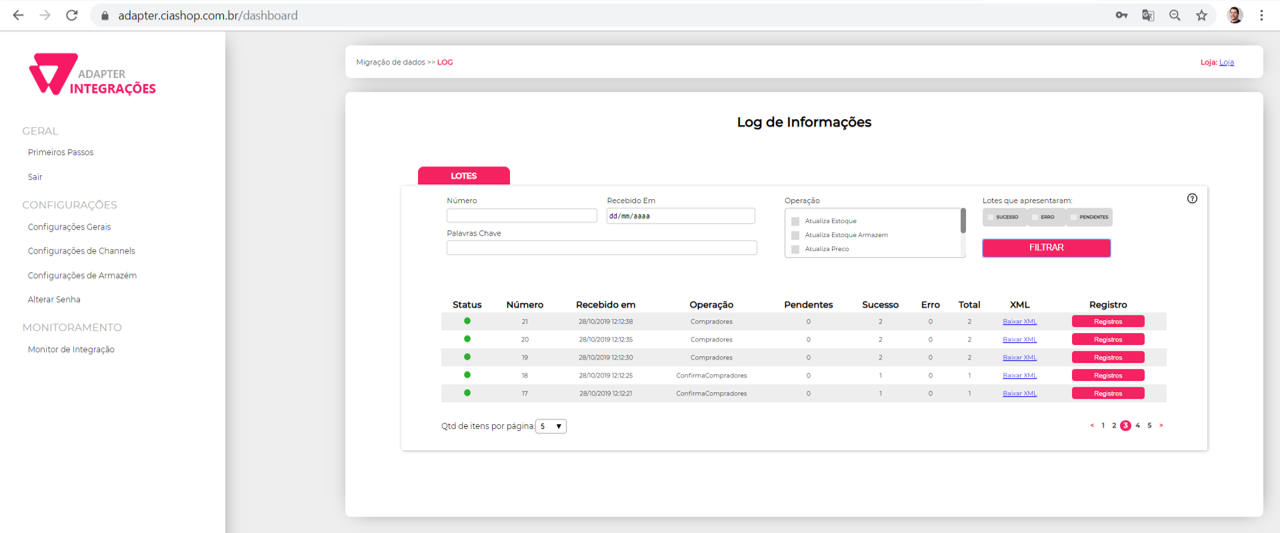 adapter.ciashop.com.br/dashboard
ADAPTER
INTEGRAÇÕES
GERAL
Primeiros Passos
Sair
CONFIGURAÇÕES
Configurações Gerais
Configurações de Channels
Configurações de Armazém
Alterar Senha
MONITORAMENTO
Monitor de Integração
Migração de dados >> LOG Loja: Loja
Log de Informações
LOTES
Número Recebido Em Operação Lotes que apresentaram: ?
dd/mm/aaaa Atualiza Estoque SUCESSO ERRO PENDENTES
Palavras Chave Atualiza Estoque Armazem
Atualiza Preco FILTRAR
Status Número Recebido em Operação Pendentes Sucesso Erro Total XML Registro
21 28/10/2019 12:12:38 Compradores 0 2 0 2 Baixar XML Registros
20 28/10/2019 12:12:35 Compradores 0 2 0 2 Baixar XML Registros
19 28/10/2019 12:12:30 Compradores 0 2 0 2 Baixar XML Registros
18 28/10/2019 12:12:25 ConfirmaCompradores 0 1 0 1 Baixar XML Registros
17 28/10/2019 12:12:21 ConfirmaCompradores 0 1 0 1 Baixar XML Registros
Qtd de itens por página: 5 < 1 2 3 4 5 >